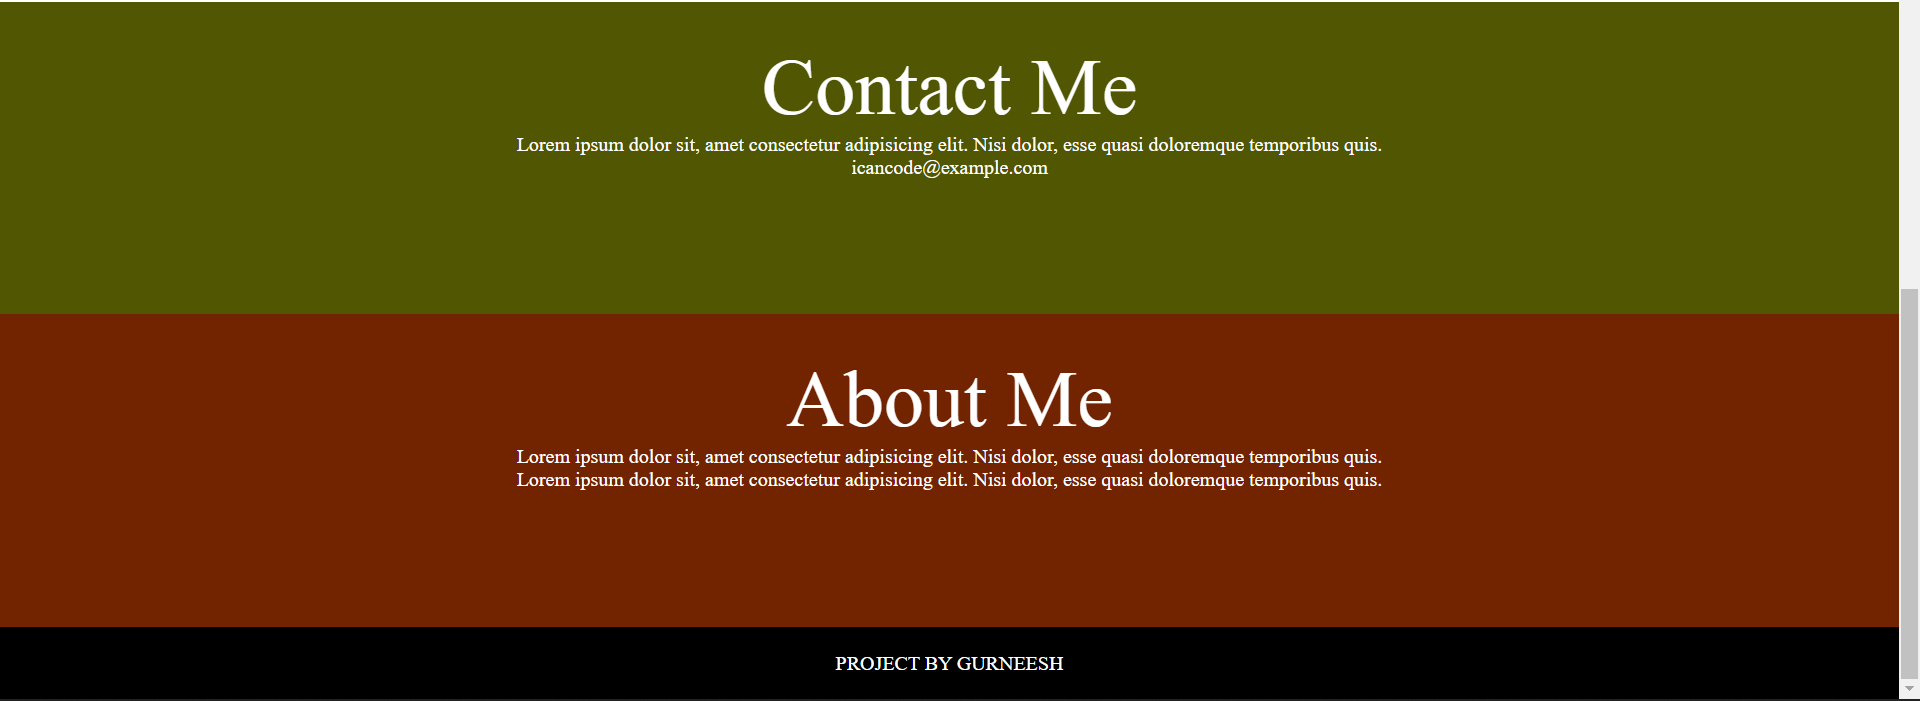 Contact Me
Lorem ipsum dolor sit, amet consectetur adipisicing elit. Nisi dolor, esse quasi doloremque temporibus quis.
icancode@example.com
About Me
Lorem ipsum dolor sit, amet consectetur adipisicing elit. Nisi dolor, esse quasi doloremque temporibus quis.
Lorem ipsum dolor sit, amet consectetur adipisicing elit. Nisi dolor, esse quasi doloremque temporibus quis.
PROJECT BY GURNEESH